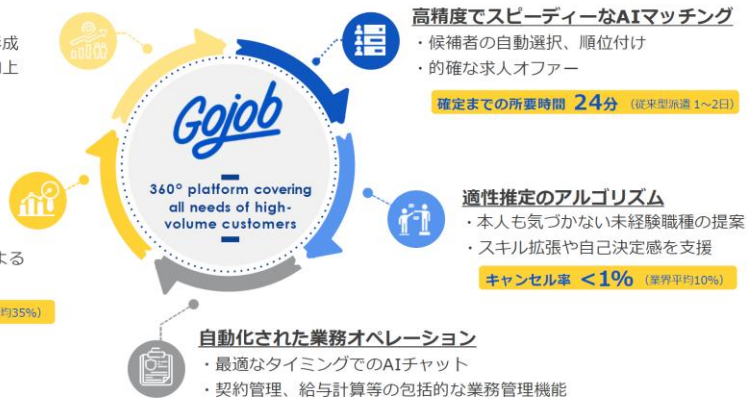 成
上
よる
均35%)
Gojob
360° platform covering
all needs of high-
volume customers
高精度でスピーディーなAIマッチング
・候補者の自動選択、順位付け
・的確な求人オファー
確定までの所要時間 24分 (従来型派遣 1~2日)
適性推定のアルゴリズム
・本人も気づかない未経験職種の提案
・スキル拡張や自己決定感を支援
キャンセル率 <1% (業界平均10%)
自動化された業務オペレーション
・最適なタイミングでのAIチャット
・契約管理、給与計算等の包括的な業務管理機能